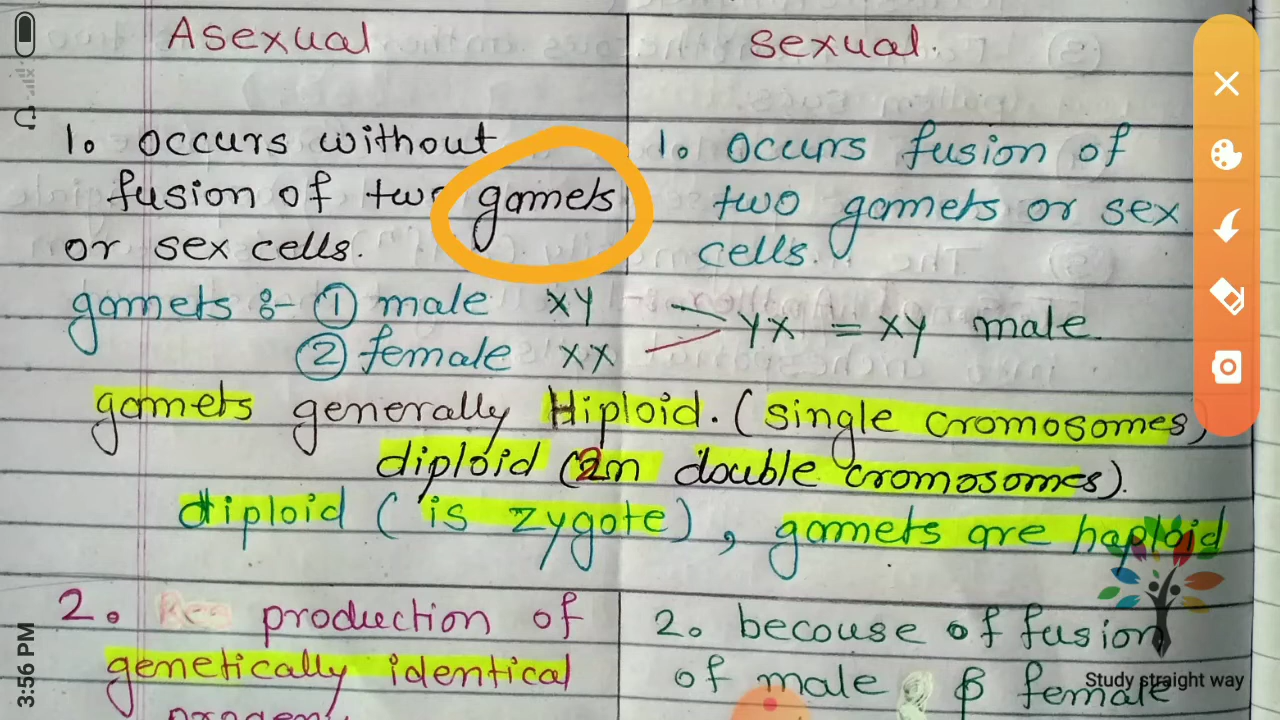 Asexual
sexual.
1. occurs without
fusion of two gamets
or sex cells.
1. Occurrs fusion of
two gamets or sex
cells.
gamets :- ① male xy
② female xx
yx = xy male
gamets generally Hiploid. (single cromosomes)
diploid (2n double cromosomes).
diploid (is zygote), gamets are haploid
2. production of
genetically identical
progeny
2. becouse of fusion
of male & female
Study straight way
3:56 PM